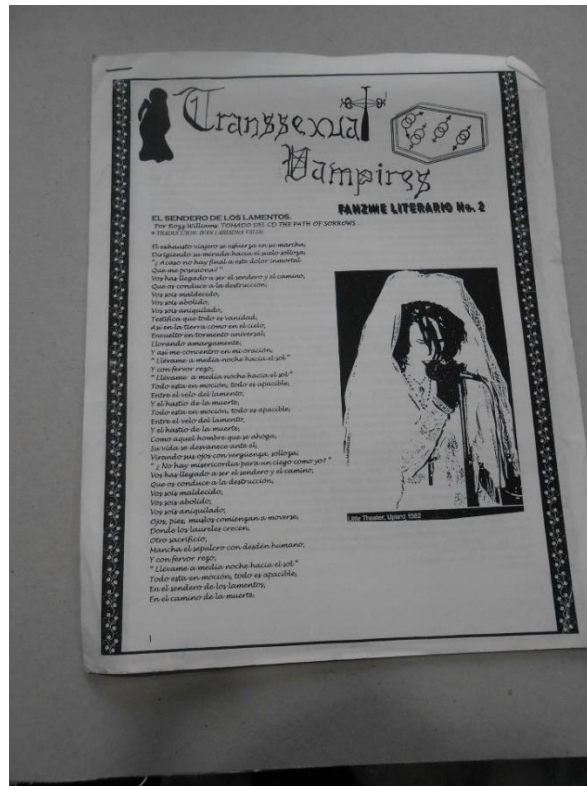 Transsexual
Vampires
FANZINE LITERARIO No. 2
EL SENDERO DE LOS LAMENTOS.
Por Rozz Williams. TOMADO DEL CD THE PATH OF SORROWS.
El exhausto viajero se esfuerza en su marcha,
Dirigiendo su mirada hacia el suelo solloza;
"¿Acaso no hay final a este dolor inmortal
Que me posesiona?"
Vos has llegado a ser el sendero y el camino,
Que os conduce a la destrucción;
Vos sois maldecido,
Vos sois abolido,
Vos sois aniquilado,
Testifica que todo es vanidad,
Así en la tierra como en el cielo,
Envuelto en tormento universal;
Llorando amargamente,
Y así me concentro en mi oración,
"Llévame a media noche hacia el sol"
Y con fervor rezo,
"Llévame a media noche hacia el sol"
Todo esta en moción, todo es apacible,
Entre el velo del lamento,
Y el hastío de la muerte,
Todo esta en moción, todo es apacible,
Entre el velo del lamento,
Y el hastío de la muerte,
Como aquel hombre que se ahoga,
Su vida se desvanece ante él,
Virando sus ojos con vergüenza, solloza;
"¿No hay misericordia para un ciego como yo?"
Vos has llegado a ser el sendero y el camino,
Que os conduce a la destrucción,
Vos sois maldecido,
Vos sois abolido,
Vos sois aniquilado;
Ojos, pies, muslos comienzan a moverse,
Donde los laureles crecen,
Otro sacrificio,
Mancha el sepulcro con desdén humano,
Y con fervor rezo,
"Llévame a media noche hacia el sol"
Todo esta en moción, todo es apacible,
En el sendero de los lamentos,
En el camino de la muerte.
Theater, Upland 1982
1